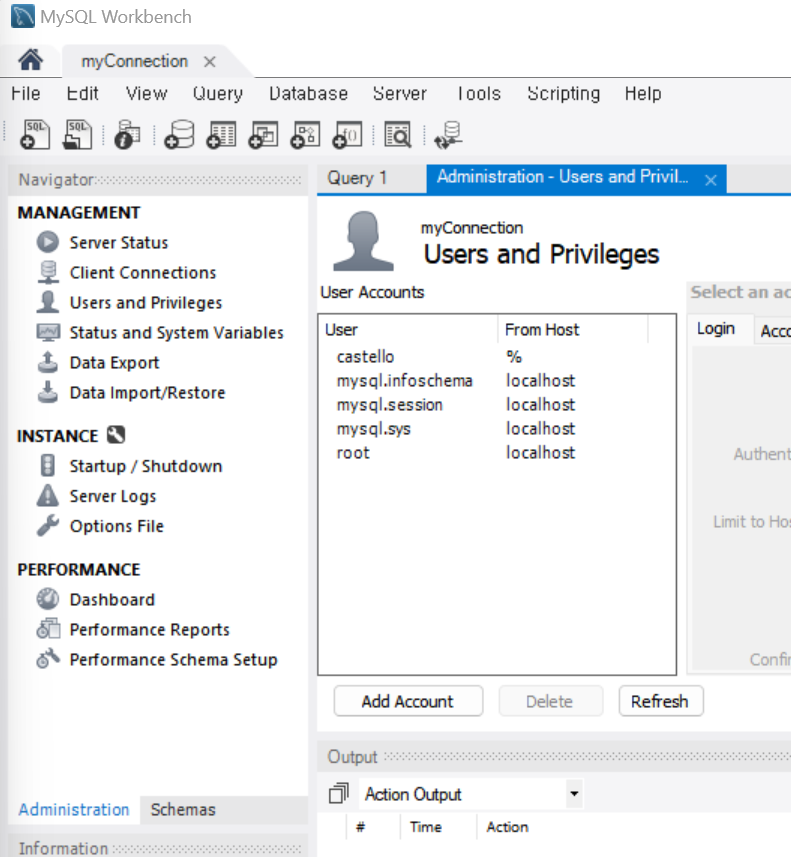 MySQL Workbench
myConnection
File Edit View Query Database Server Tools Scripting Help
SQL SQL
Navigator
MANAGEMENT
Server Status
Client Connections
Users and Privileges
Status and System Variables
Data Export
Data Import/Restore
INSTANCE
Startup / Shutdown
Server Logs
Options File
PERFORMANCE
Dashboard
Performance Reports
Performance Schema Setup
Administration Schemas
Information
Query 1 Administration - Users and Privil...
myConnection
Users and Privileges
User Accounts
User From Host
castello %
mysql.infoschema localhost
mysql.session localhost
mysql.sys localhost
root localhost
Add Account Delete Refresh
Select an ac
Login Acco
Authent
Limit to Hos
Confir
Output
Action Output
# Time Action